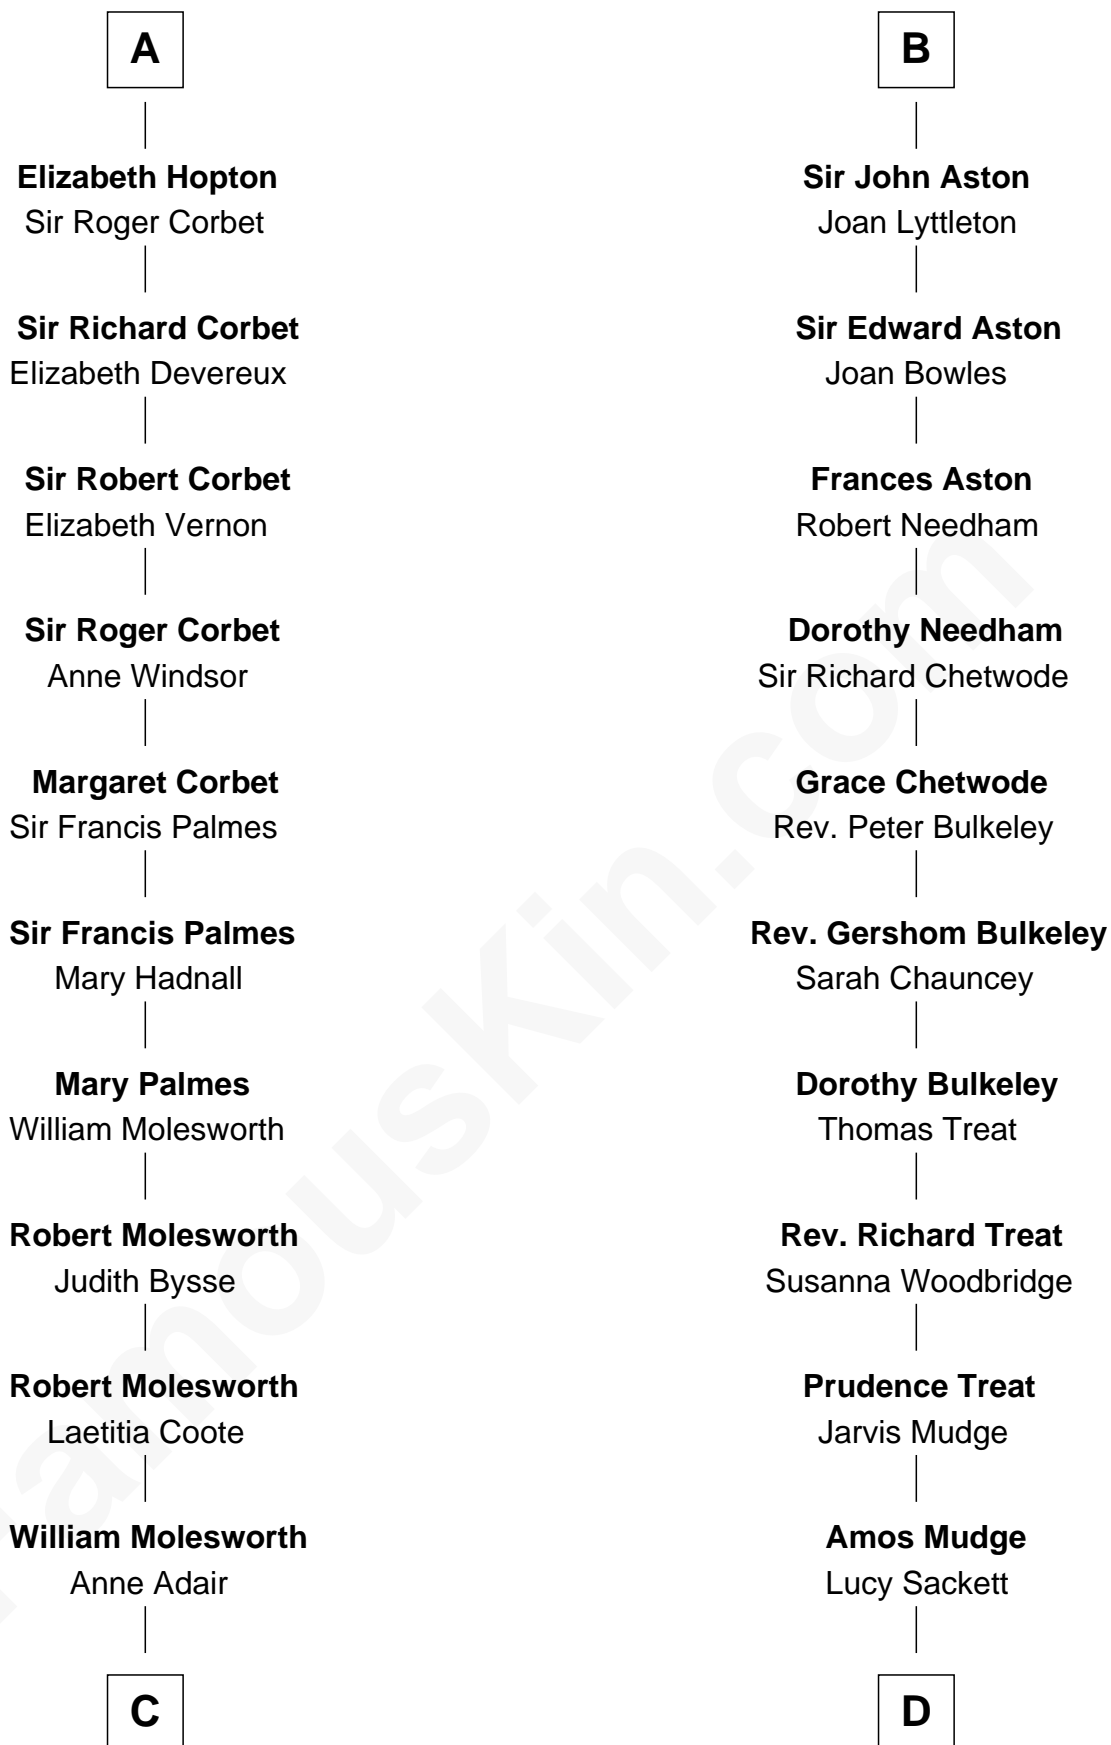 A
Elizabeth Hopton
Sir Roger Corbet
Sir Richard Corbet
Elizabeth Devereux
Sir Robert Corbet
Elizabeth Vernon
Sir Roger Corbet
Anne Windsor
Margaret Corbet
Sir Francis Palmes
Sir Francis Palmes
Mary Hadnall
Mary Palmes
William Molesworth
Robert Molesworth
Judith Bysse
Robert Molesworth
Laetitia Coote
William Molesworth
Anne Adair
C
B
Sir John Aston
Joan Lyttleton
Sir Edward Aston
Joan Bowles
Frances Aston
Robert Needham
Dorothy Needham
Sir Richard Chetwode
Grace Chetwode
Rev. Peter Bulkeley
Rev. Gershom Bulkeley
Sarah Chauncey
Dorothy Bulkeley
Thomas Treat
Rev. Richard Treat
Susanna Woodbridge
Prudence Treat
Jarvis Mudge
Amos Mudge
Lucy Sackett
D
FamousKin.com